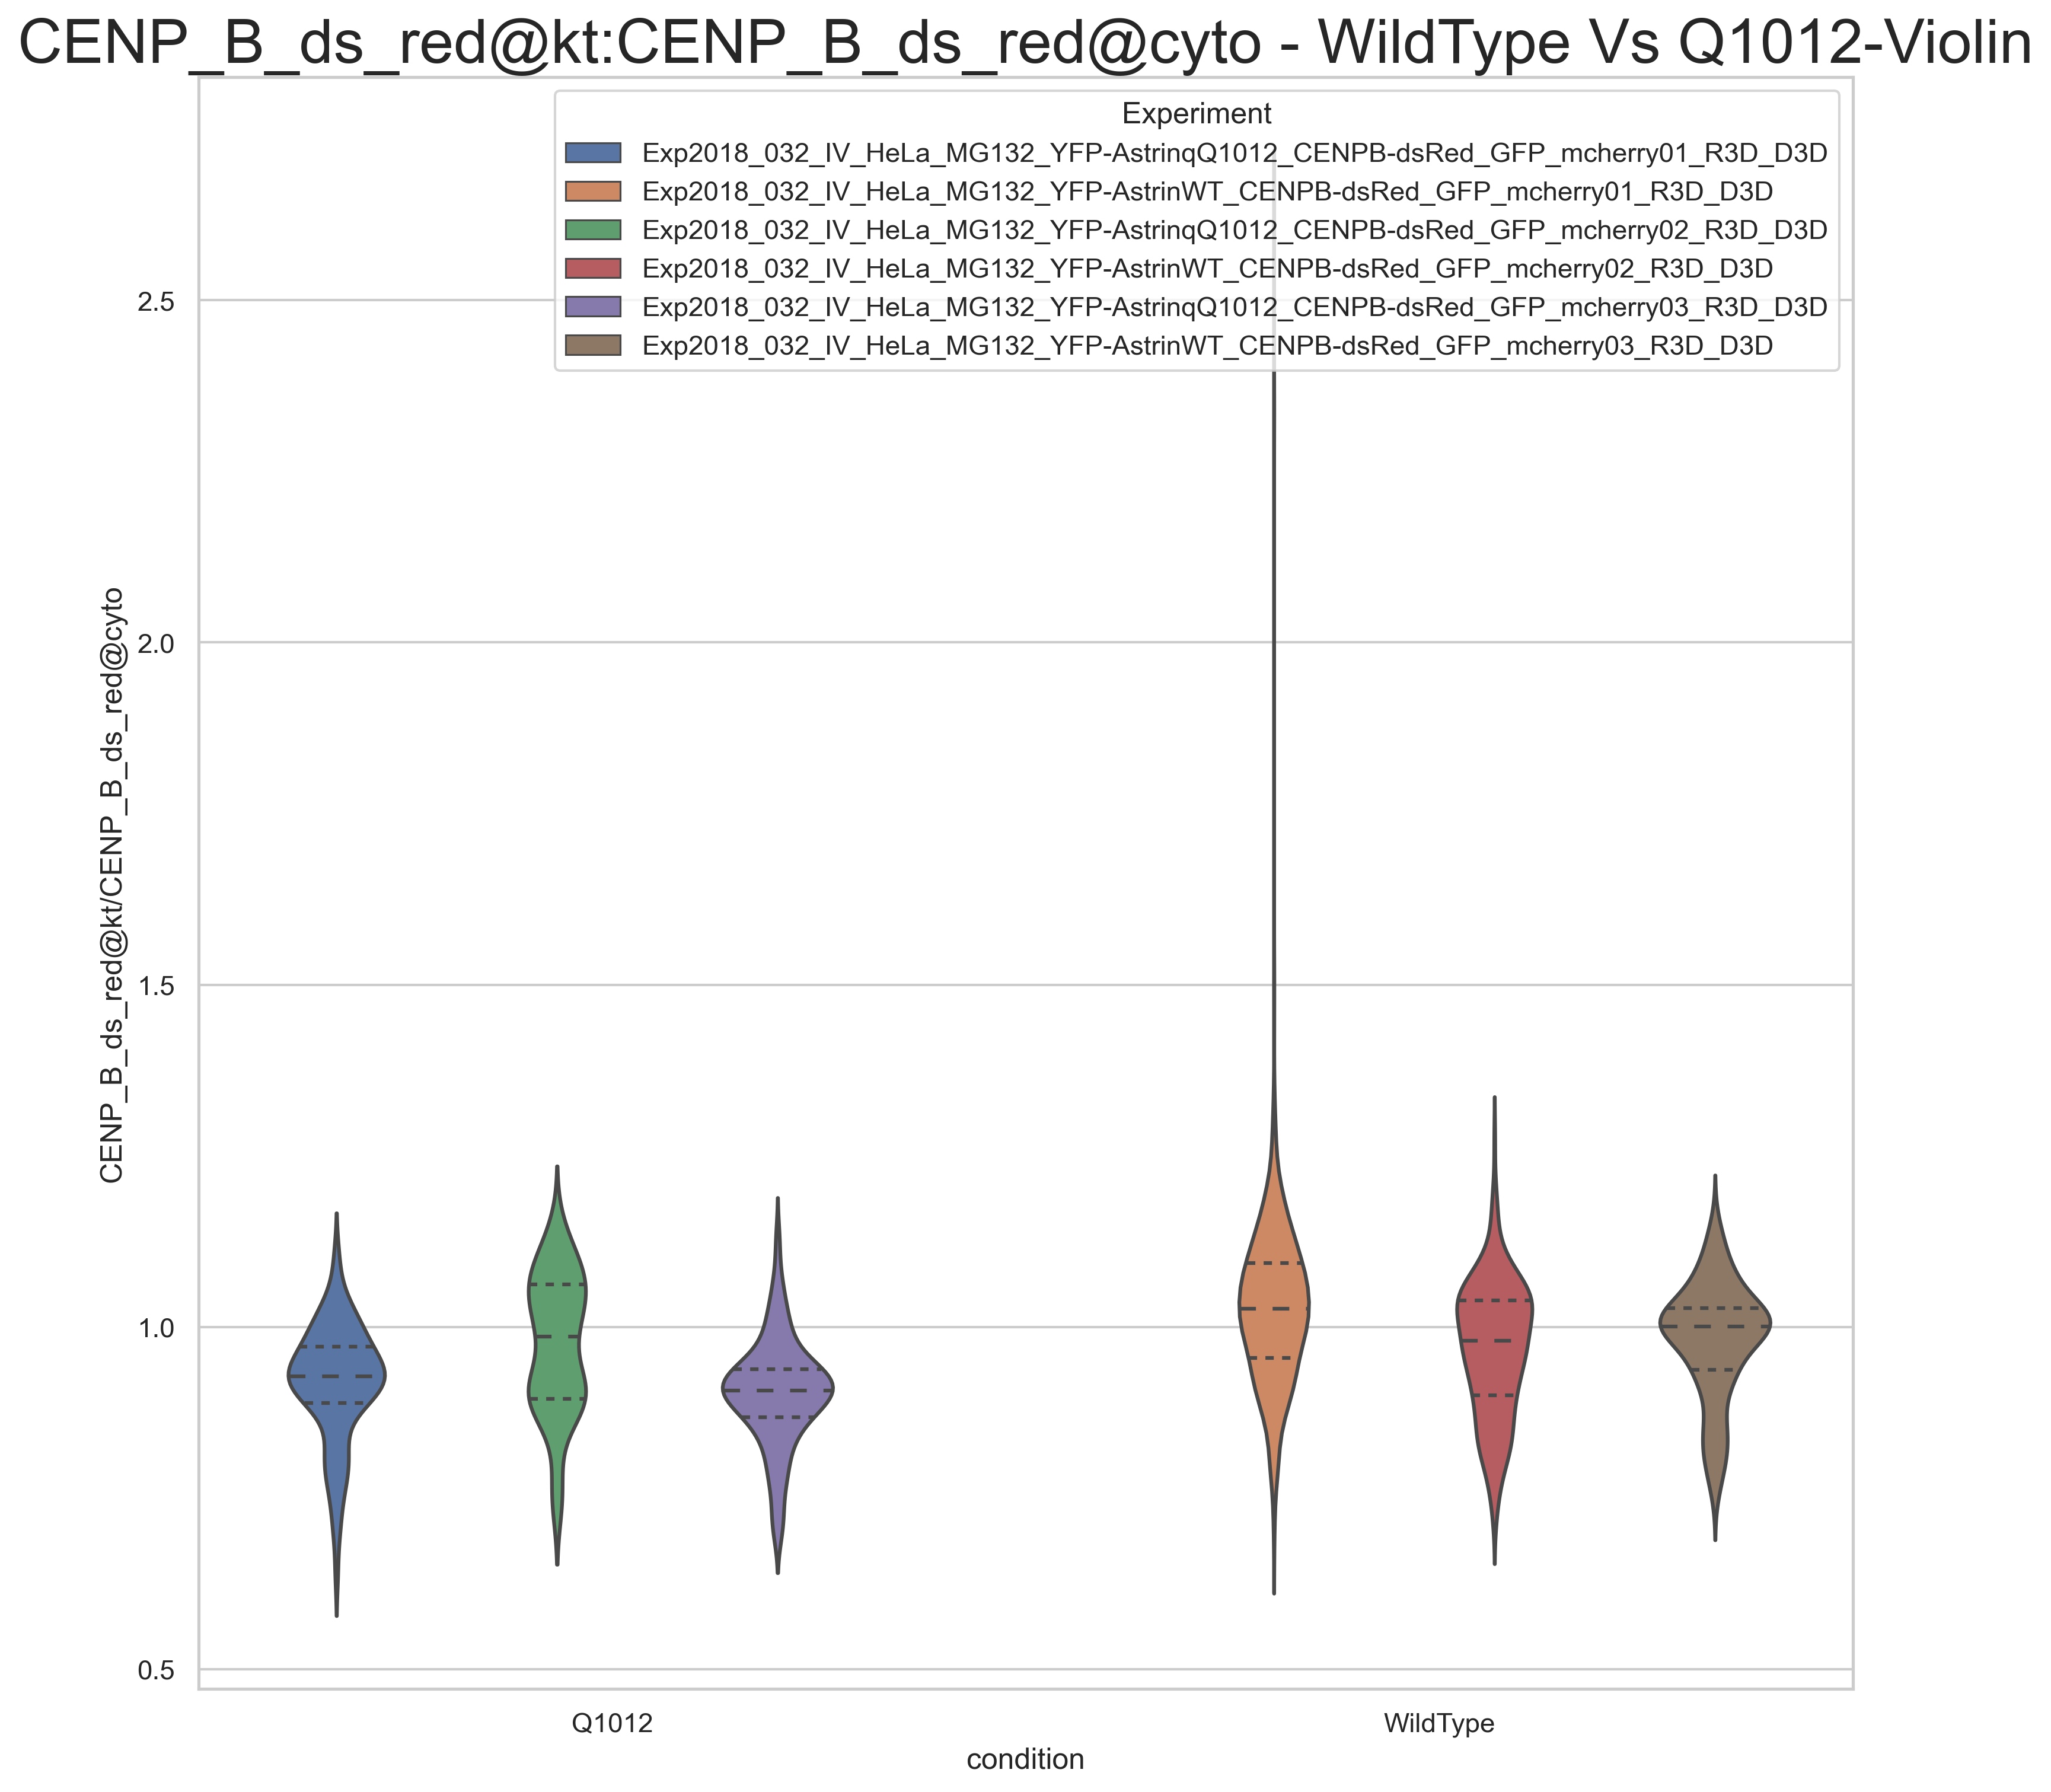 CENP_B_ds_red@kt:CENP_B_ds_red@cyto - WildType Vs Q1012-Violin
Experiment
Exp2018_032_IV_HeLa_MG132_YFP-AstrinqQ1012_CENPB-dsRed_GFP_mcherry01_R3D_D3D
Exp2018_032_IV_HeLa_MG132_YFP-AstrinWT_CENPB-dsRed_GFP_mcherry01_R3D_D3D
Exp2018_032_IV_HeLa_MG132_YFP-AstrinqQ1012_CENPB-dsRed_GFP_mcherry02_R3D_D3D
Exp2018_032_IV_HeLa_MG132_YFP-AstrinWT_CENPB-dsRed_GFP_mcherry02_R3D_D3D
Exp2018_032_IV_HeLa_MG132_YFP-AstrinqQ1012_CENPB-dsRed_GFP_mcherry03_R3D_D3D
Exp2018_032_IV_HeLa_MG132_YFP-AstrinWT_CENPB-dsRed_GFP_mcherry03_R3D_D3D
CENP_B_ds_red@kt/CENP_B_ds_red@cyto
2.5
2.0
1.5
1.0
0.5
Q1012
WildType
condition